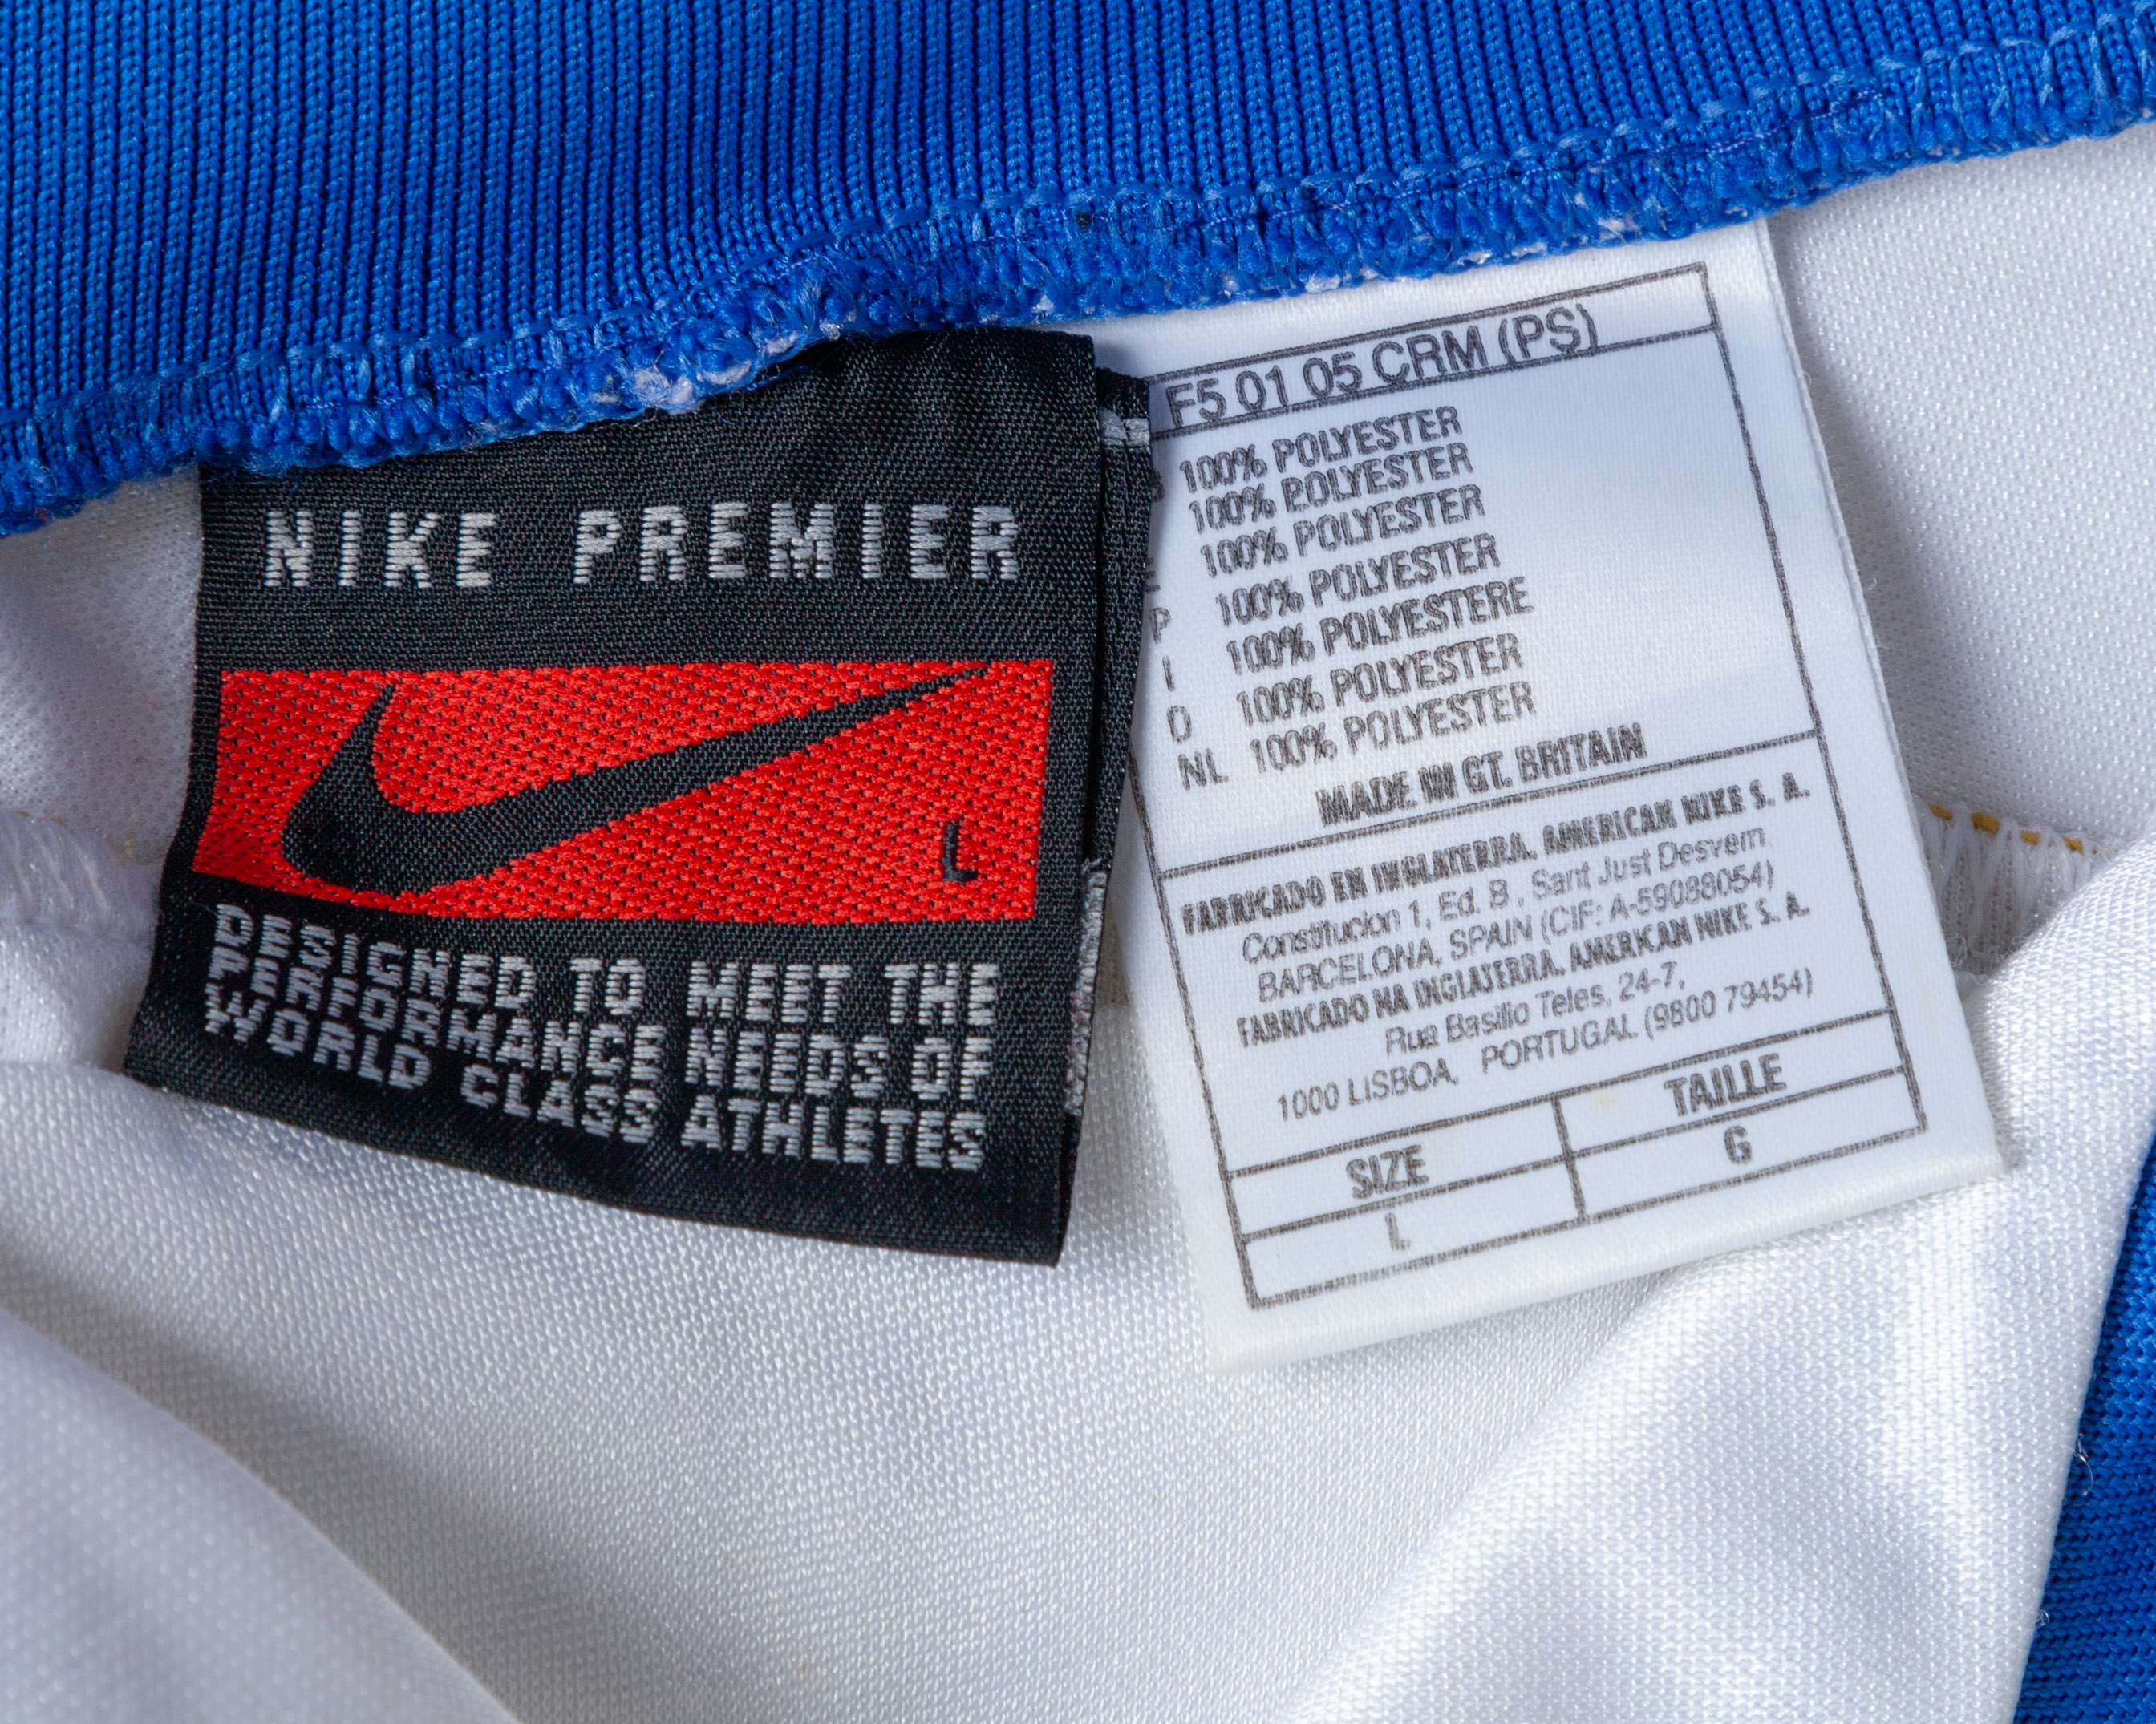 NIKE PREMIER
L
DESIGNED TO MEET THE
PERFORMANCE NEEDS OF
WORLD CLASS ATHLETES
F5 01 05 CRM (PS)
100% POLYESTER
100% POLYESTER
100% POLYESTER
100% POLYESTER
P 100% POLYESTERE
I 100% POLYESTER
D 100% POLYESTER
NL
MADE IN GT. BRITAIN
FABRICADO EN INGLATERRA. AMERICAN NIKE S. A.
Constitucion 1, Ed. B, Sant Just Desvern
BARCELONA, SPAIN (CIF: A-59088054)
FABRICADO NA INGLATERRA. AMERICAN NIKE S. A.
Rua Basilio Teles, 24-7,
1000 LISBOA, PORTUGAL (9800 79454)
SIZE TAILLE
L G